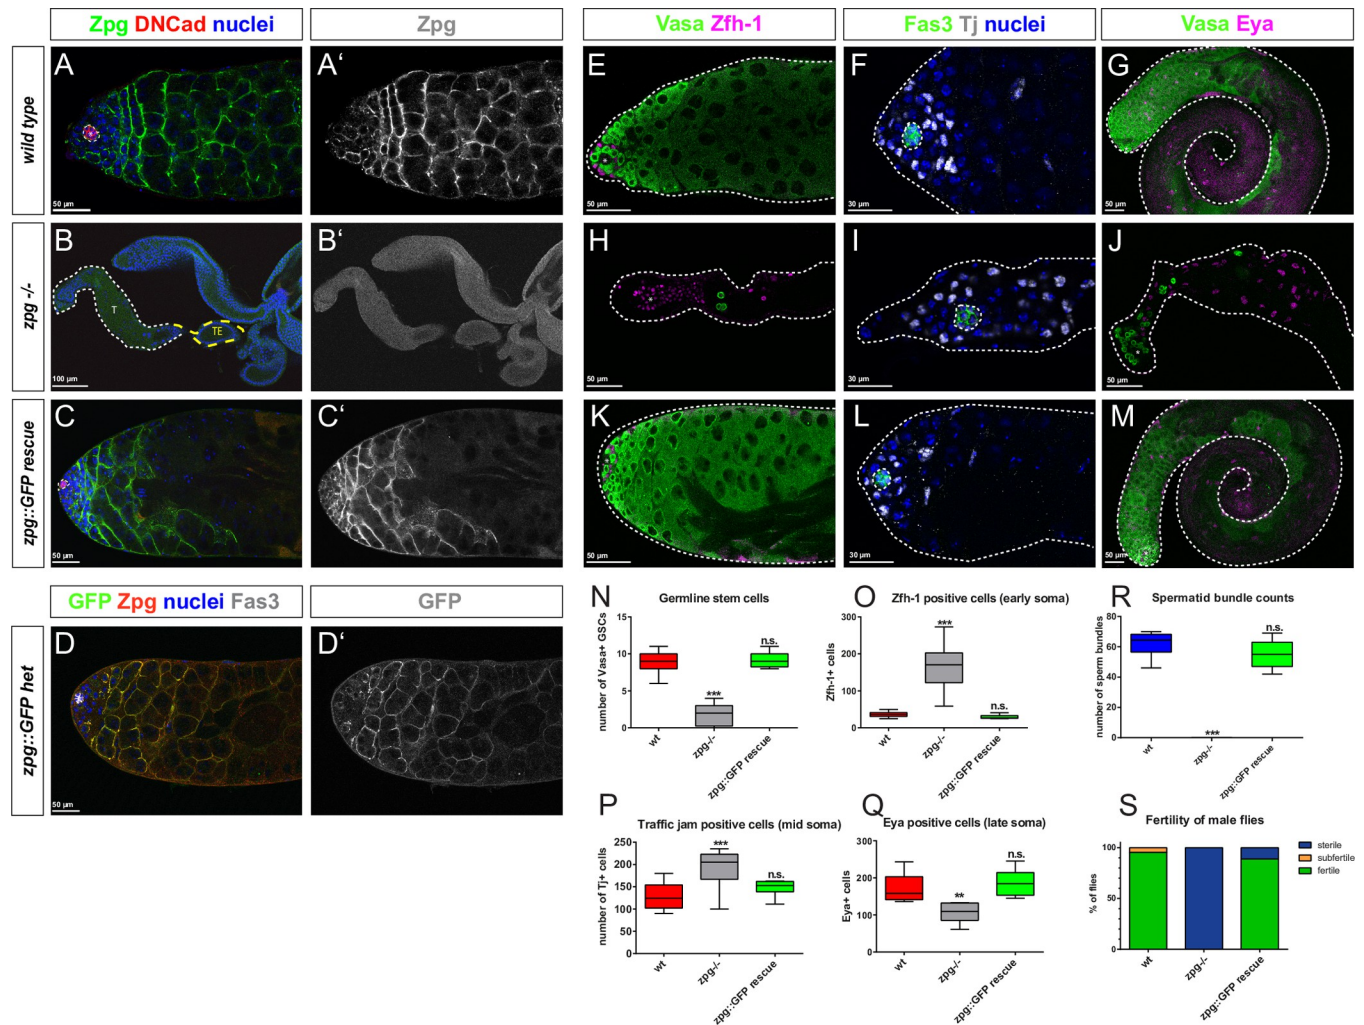 Zpg DNCad nuclei
Zpg
Vasa Zfh-1
Fas3 Tj nuclei
Vasa Eya
wild type
A
50 µm
A'
E
50 µm
F
30 µm
G
50 µm
zpg -/-
B
T
TE
100 µm
B'
H
50 µm
I
30 µm
J
50 µm
zpg::GFP rescue
C
50 µm
C'
K
50 µm
L
30 µm
M
50 µm
GFP Zpg nuclei Fas3
GFP
zpg::GFP het
D
50 µm
D'
N
Germline stem cells
number of Vasa+ GSCs
15
10
5
0
***
n.s.
wt
zpg-/-
zpg::GFP rescue
O
Zfh-1 positive cells (early soma)
Zfh-1+ cells
300
200
100
0
***
n.s.
wt
zpg-/-
zpg::GFP rescue
R
Spermatid bundle counts
number of sperm bundles
80
60
40
20
0
***
n.s.
wt
zpg-/-
zpg::GFP rescue
P
Traffic jam positive cells (mid soma)
number of Tj+ cells
250
200
150
100
50
0
***
n.s.
wt
zpg-/-
zpg::GFP rescue
Q
Eya positive cells (late soma)
Eya+ cells
300
200
100
0
**
n.s.
wt
zpg-/-
zpg::GFP rescue
S
Fertility of male flies
% of flies
100
50
0
wt
zpg-/-
zpg::GFP rescue
sterile
subfertile
fertile